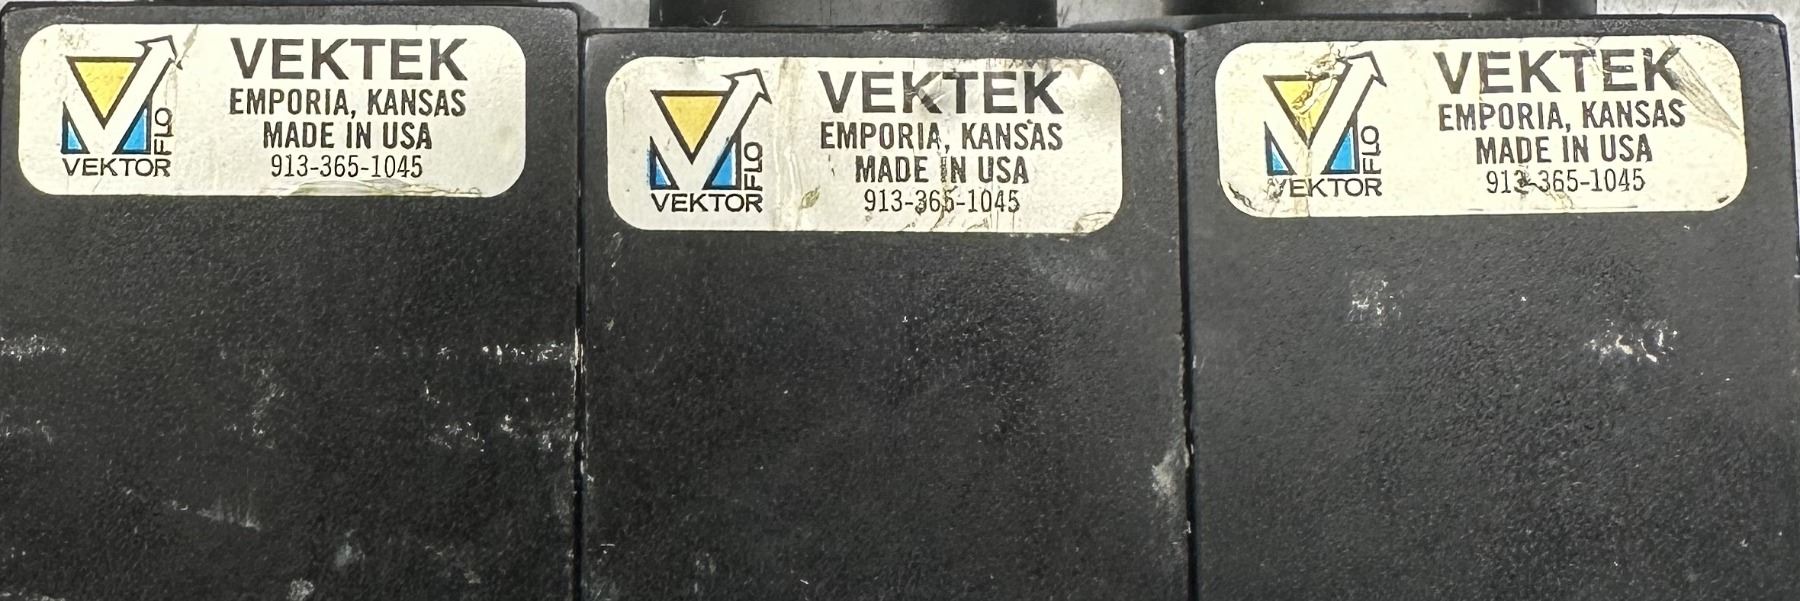 VEKTEK
EMPORIA, KANSAS
MADE IN USA
913-365-1045
VEKTOR
FLO
VEKTEK
EMPORIA, KANSAS
MADE IN USA
913-365-1045
VEKTOR
FLO
VEKTEK
EMPORIA, KANSAS
MADE IN USA
913-365-1045
VEKTOR
FLO